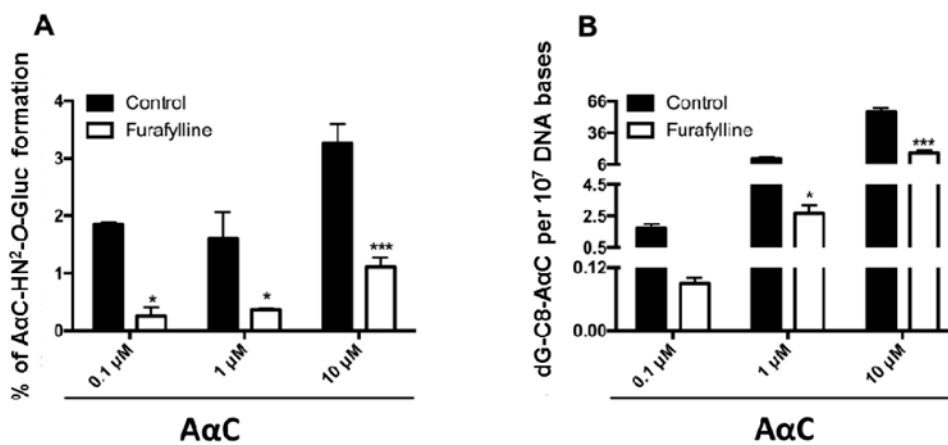 A
% of AαC-HN²-O-Gluc formation
4
3
2
1
0
Control
Furafylline
*
*
***
0.1 µM
1 µM
10 µM
AαC
B
dG-C8-AαC per 10⁷ DNA bases
66
36
6
4.5
2.5
0.5
0.12
0.00
Control
Furafylline
*
***
0.1 µM
1 µM
10 µM
AαC